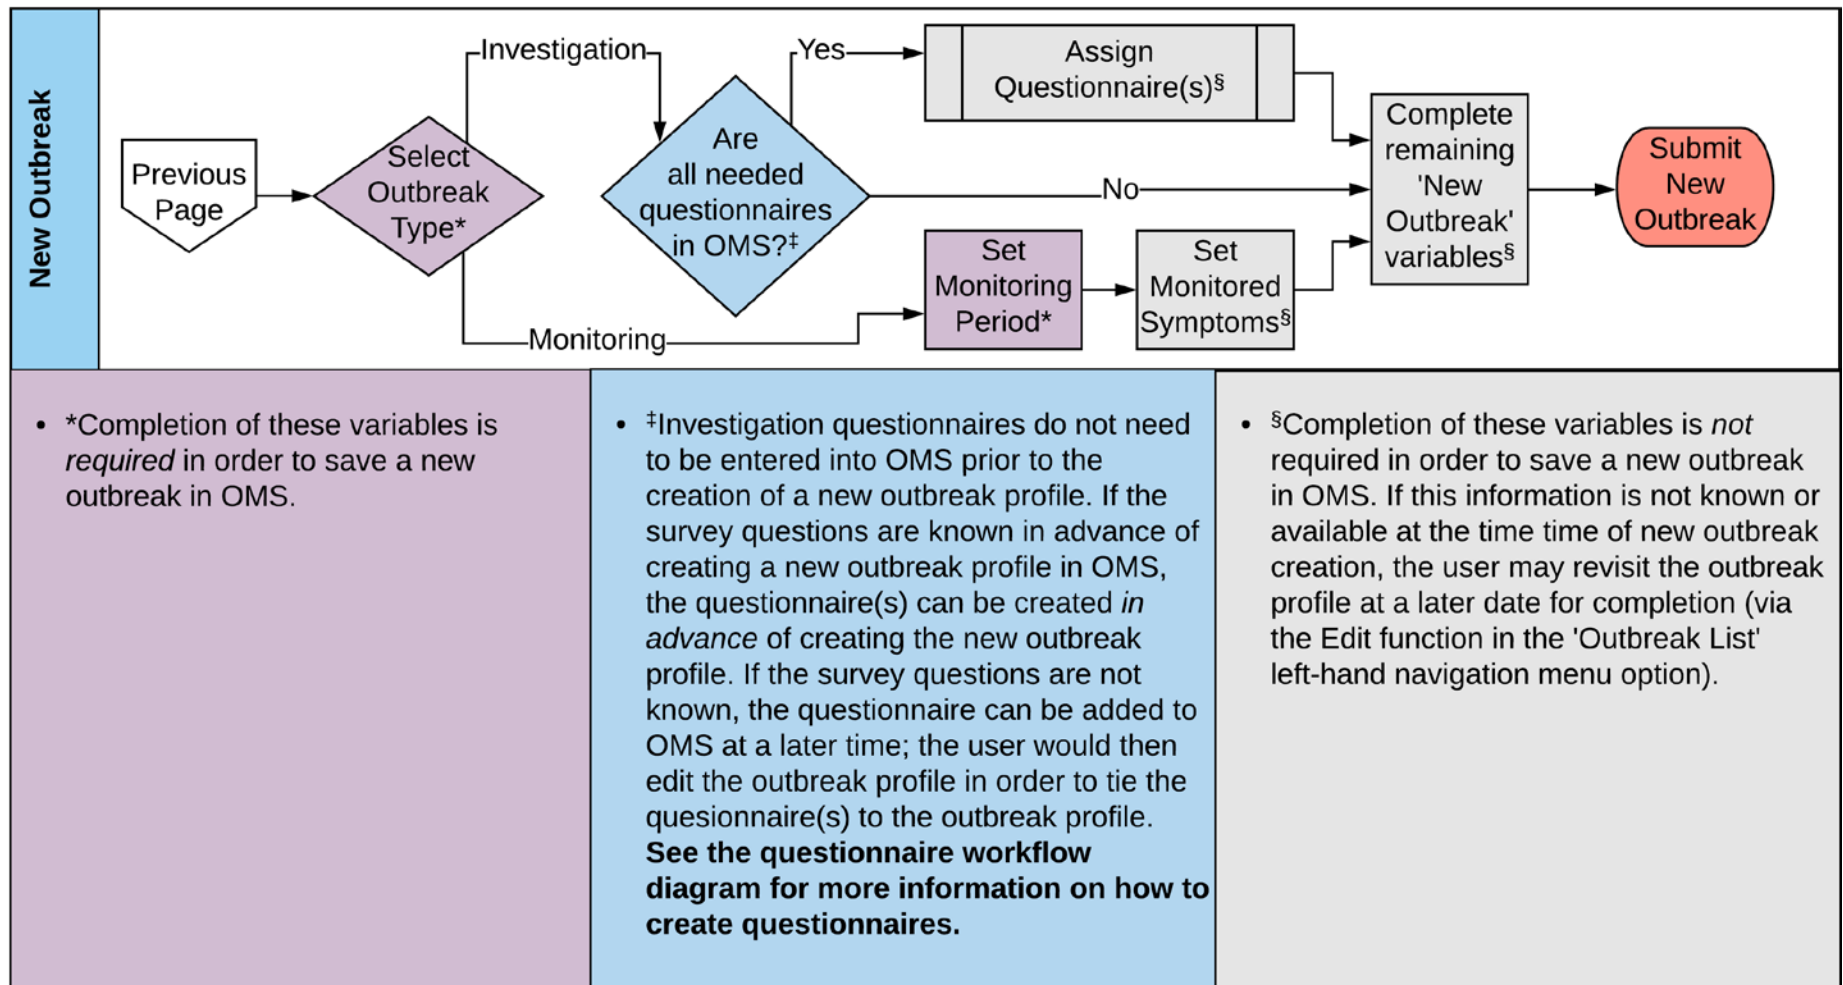 New Outbreak
Previous
Page
Select
Outbreak
Type*
Investigation
Monitoring
Are
all needed
questionnaires
in OMS?‡
Yes
No
Assign
Questionnaire(s)§
Set
Monitoring
Period*
Set
Monitored
Symptoms§
Complete
remaining
'New
Outbreak'
variables§
Submit
New
Outbreak
• *Completion of these variables is
required in order to save a new
outbreak in OMS.
• ‡Investigation questionnaires do not need
to be entered into OMS prior to the
creation of a new outbreak profile. If the
survey questions are known in advance of
creating a new outbreak profile in OMS,
the questionnaire(s) can be created in
advance of creating the new outbreak
profile. If the survey questions are not
known, the questionnaire can be added to
OMS at a later time; the user would then
edit the outbreak profile in order to tie the
quesionnaire(s) to the outbreak profile.
See the questionnaire workflow
diagram for more information on how to
create questionnaires.
• §Completion of these variables is not
required in order to save a new outbreak
in OMS. If this information is not known or
available at the time time of new outbreak
creation, the user may revisit the outbreak
profile at a later date for completion (via
the Edit function in the 'Outbreak List'
left-hand navigation menu option).